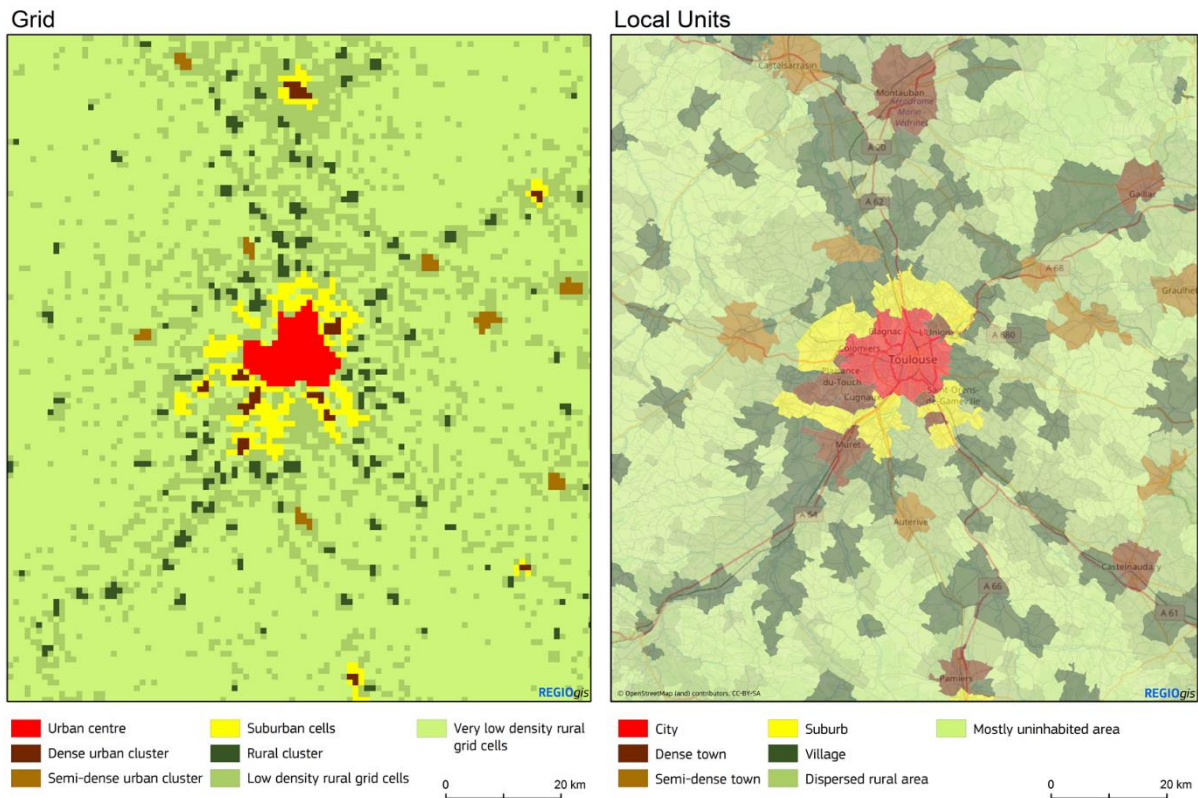 Grid
Local Units
Castelsarrasin
Montauban
Aérodrome
Morin -
Védrines
A 20
A 62
Gaillac
A 68
Graulhet
Blagnac
L'Union
A 680
Colomiers
Toulouse
Plaisance
du-Touch
Saint-Orens-
de-Gameville
Cugnaux
Muret
A 64
Auterive
Castelnaudary
A 66
A 61
Pamiers
REGIOgis
© OpenStreetMap (and) contributors, CC-BY-SA
REGIOgis
Urban centre
Dense urban cluster
Semi-dense urban cluster
Suburban cells
Rural cluster
Low density rural grid cells
Very low density rural
grid cells
0 20 km
City
Dense town
Semi-dense town
Suburb
Village
Dispersed rural area
Mostly uninhabited area
0 20 km